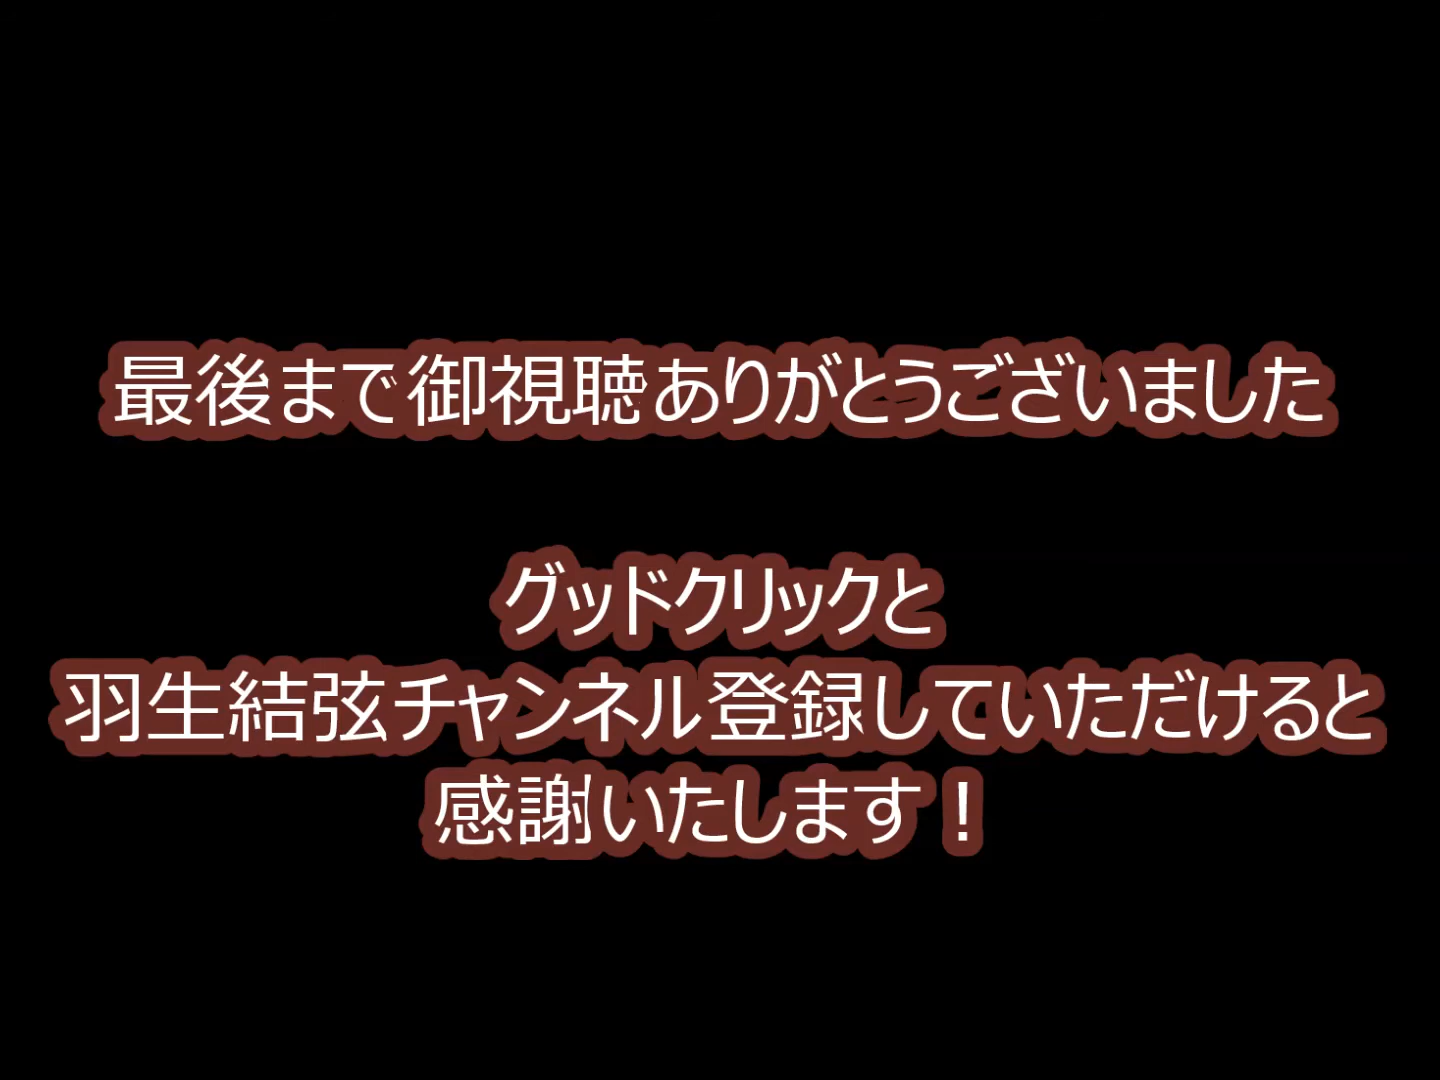 最後まで御視聴ありがとうございました
グッドクリックと
羽生結弦チャンネル登録していただけると
感謝いたします！